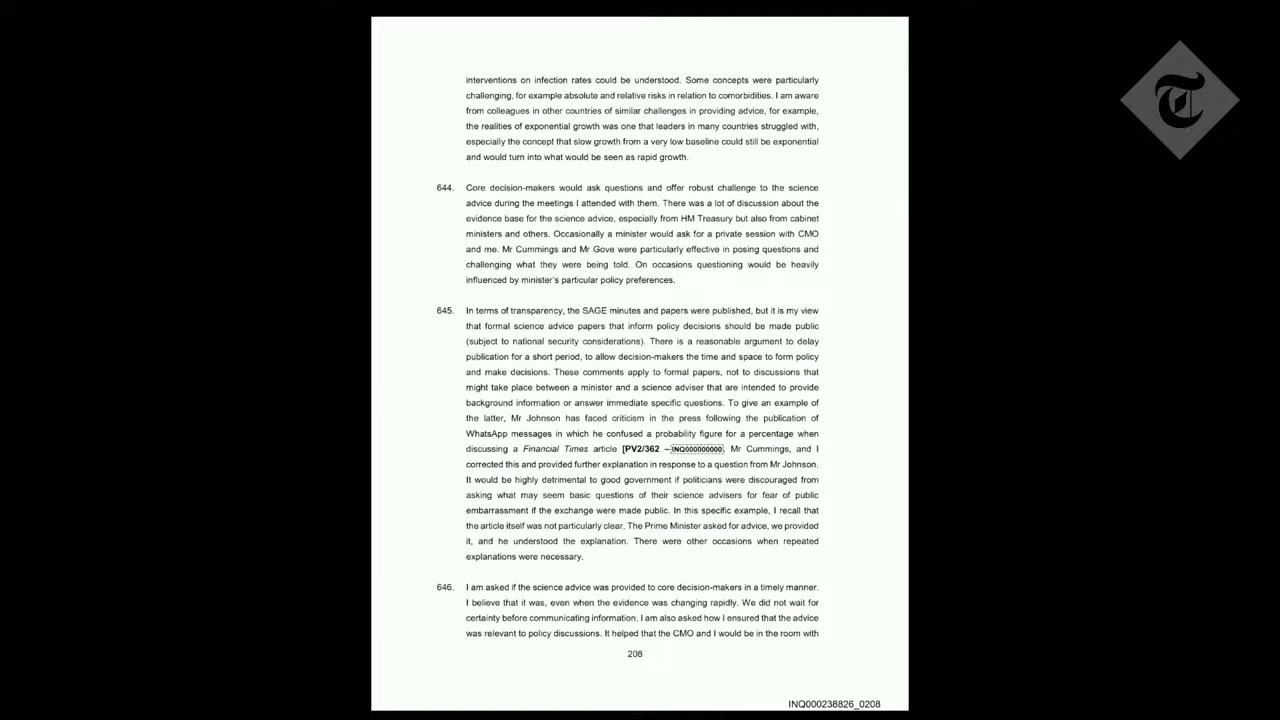 interventions on infection rates could be understood. Some concepts were particularly
challenging, for example absolute and relative risks in relation to comorbidities. I am aware
from colleagues in other countries of similar challenges in providing advice, for example,
the realities of exponential growth was one that leaders in many countries struggled with,
especially the concept that slow growth from a very low baseline could still be exponential
and would turn into what would be seen as rapid growth.
644. Core decision-makers would ask questions and offer robust challenge to the science
advice during the meetings I attended with them. There was a lot of discussion about the
evidence base for the science advice, especially from HM Treasury but also from cabinet
ministers and others. Occasionally a minister would ask for a private session with CMO
and me. Mr Cummings and Mr Gove were particularly effective in posing questions and
challenging what they were being told. On occasions questioning would be heavily
influenced by minister's particular policy preferences.
645. In terms of transparency, the SAGE minutes and papers were published, but it is my view
that formal science advice papers that inform policy decisions should be made public
(subject to national security considerations). There is a reasonable argument to delay
publication for a short period, to allow decision-makers the time and space to form policy
and make decisions. These comments apply to formal papers, not to discussions that
might take place between a minister and a science adviser that are intended to provide
background information or answer immediate specific questions. To give an example of
the latter, Mr Johnson has faced criticism in the press following the publication of
WhatsApp messages in which he confused a probability figure for a percentage when
discussing a Financial Times article [PV2/362 – INQ000000000. Mr Cummings, and I
corrected this and provided further explanation in response to a question from Mr Johnson.
It would be highly detrimental to good government if politicians were discouraged from
asking what may seem basic questions of their science advisers for fear of public
embarrassment if the exchange were made public. In this specific example, I recall that
the article itself was not particularly clear. The Prime Minister asked for advice, we provided
it, and he understood the explanation. There were other occasions when repeated
explanations were necessary.
646. I am asked if the science advice was provided to core decision-makers in a timely manner.
I believe that it was, even when the evidence was changing rapidly. We did not wait for
certainty before communicating information. I am also asked how I ensured that the advice
was relevant to policy discussions. It helped that the CMO and I would be in the room with
208
INQ000238826_0208
T